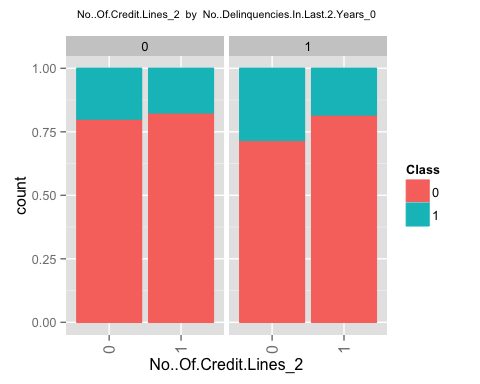 No..Of.Credit.Lines_2 by No..Delinquencies.In.Last.2.Years_0
0 1
1.00
0.75
0.50
0.25
0.00
count
0 1 0 1
No..Of.Credit.Lines_2
Class
0
1